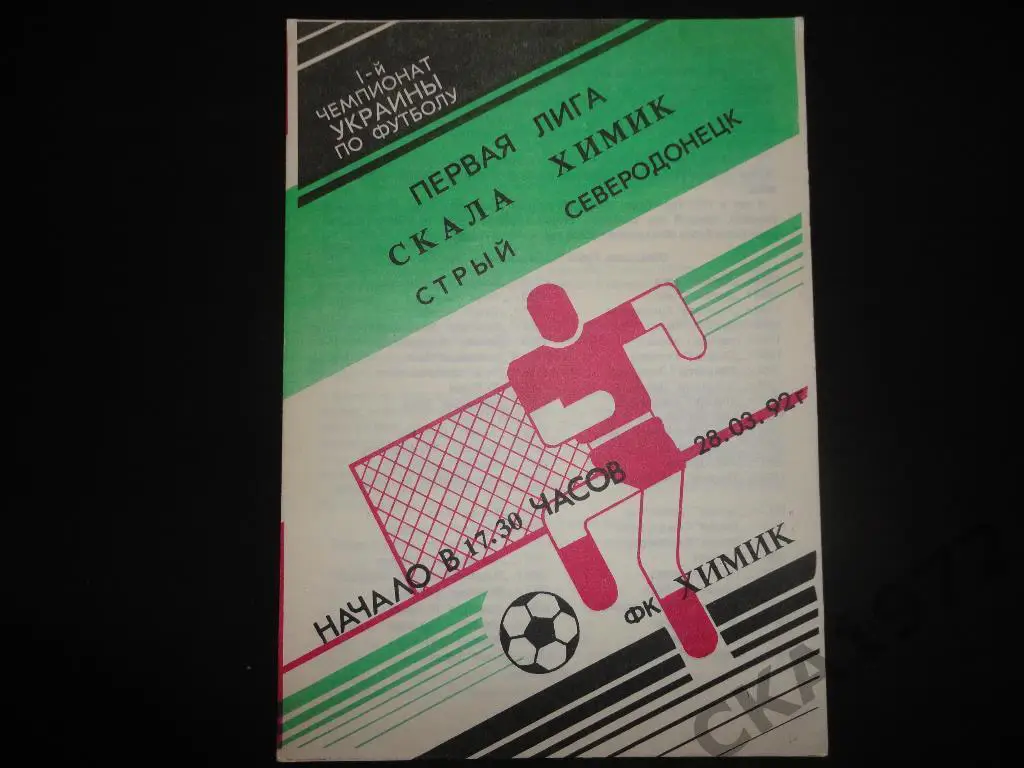 I-й
ЧЕМПИОНАТ
УКРАИНЫ
ПО ФУТБОЛУ
ПЕРВАЯ ЛИГА
СКАЛА ХИМИК
СТРЫЙ СЕВЕРОДОНЕЦК
28.03.92г
НАЧАЛО В 17.30 ЧАСОВ
ФК ХИМИК
СКА1977